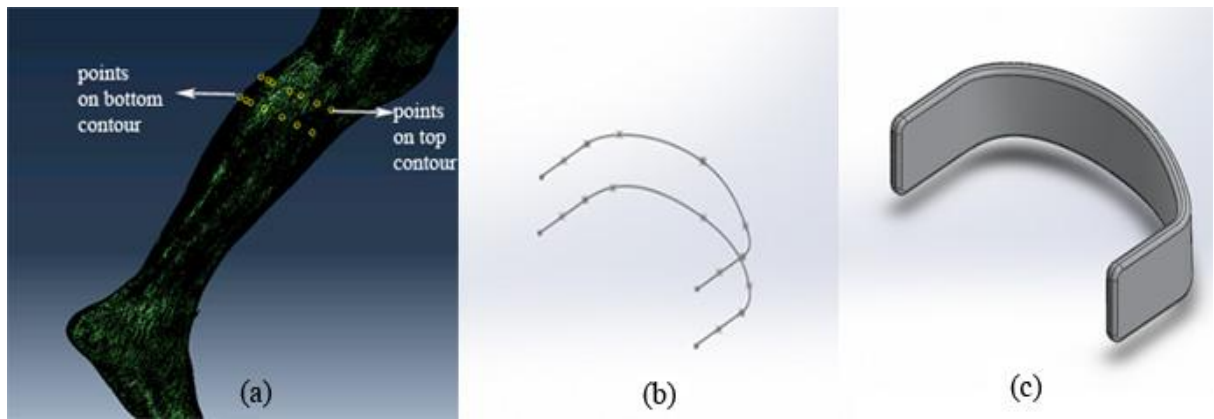 points
on bottom
contour
points
on top
contour
(a)
(b)
(c)